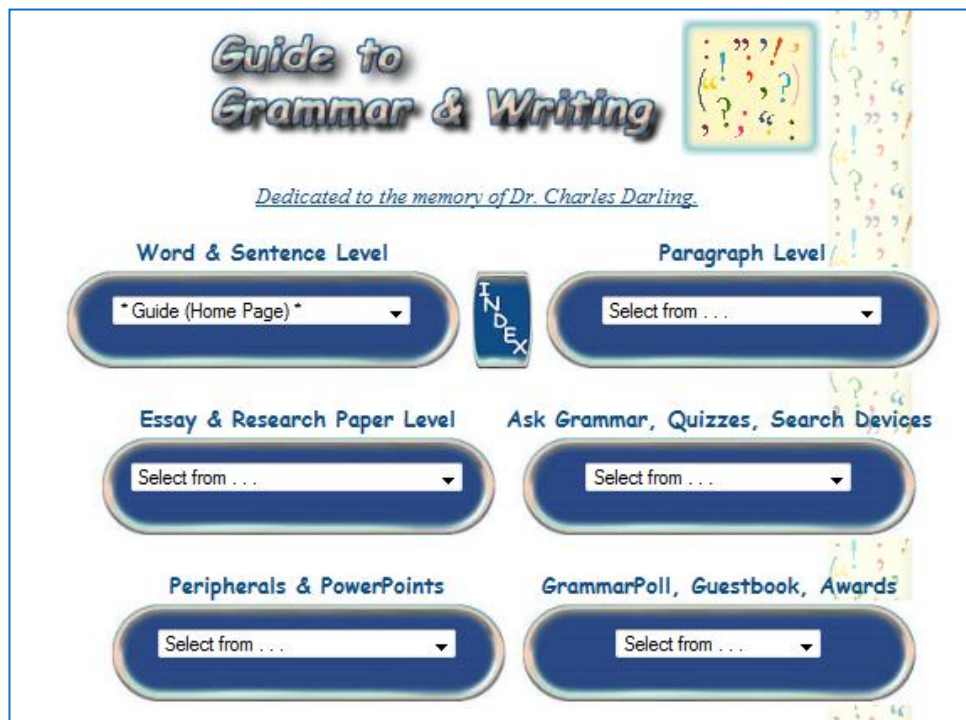 Guide to
Grammar & Writing
Dedicated to the memory of Dr. Charles Darling.
Word & Sentence Level
* Guide (Home Page) *
INDEX
Paragraph Level
Select from . . .
Essay & Research Paper Level
Select from . . .
Ask Grammar, Quizzes, Search Devices
Select from . . .
Peripherals & PowerPoints
Select from . . .
GrammarPoll, Guestbook, Awards
Select from . . .